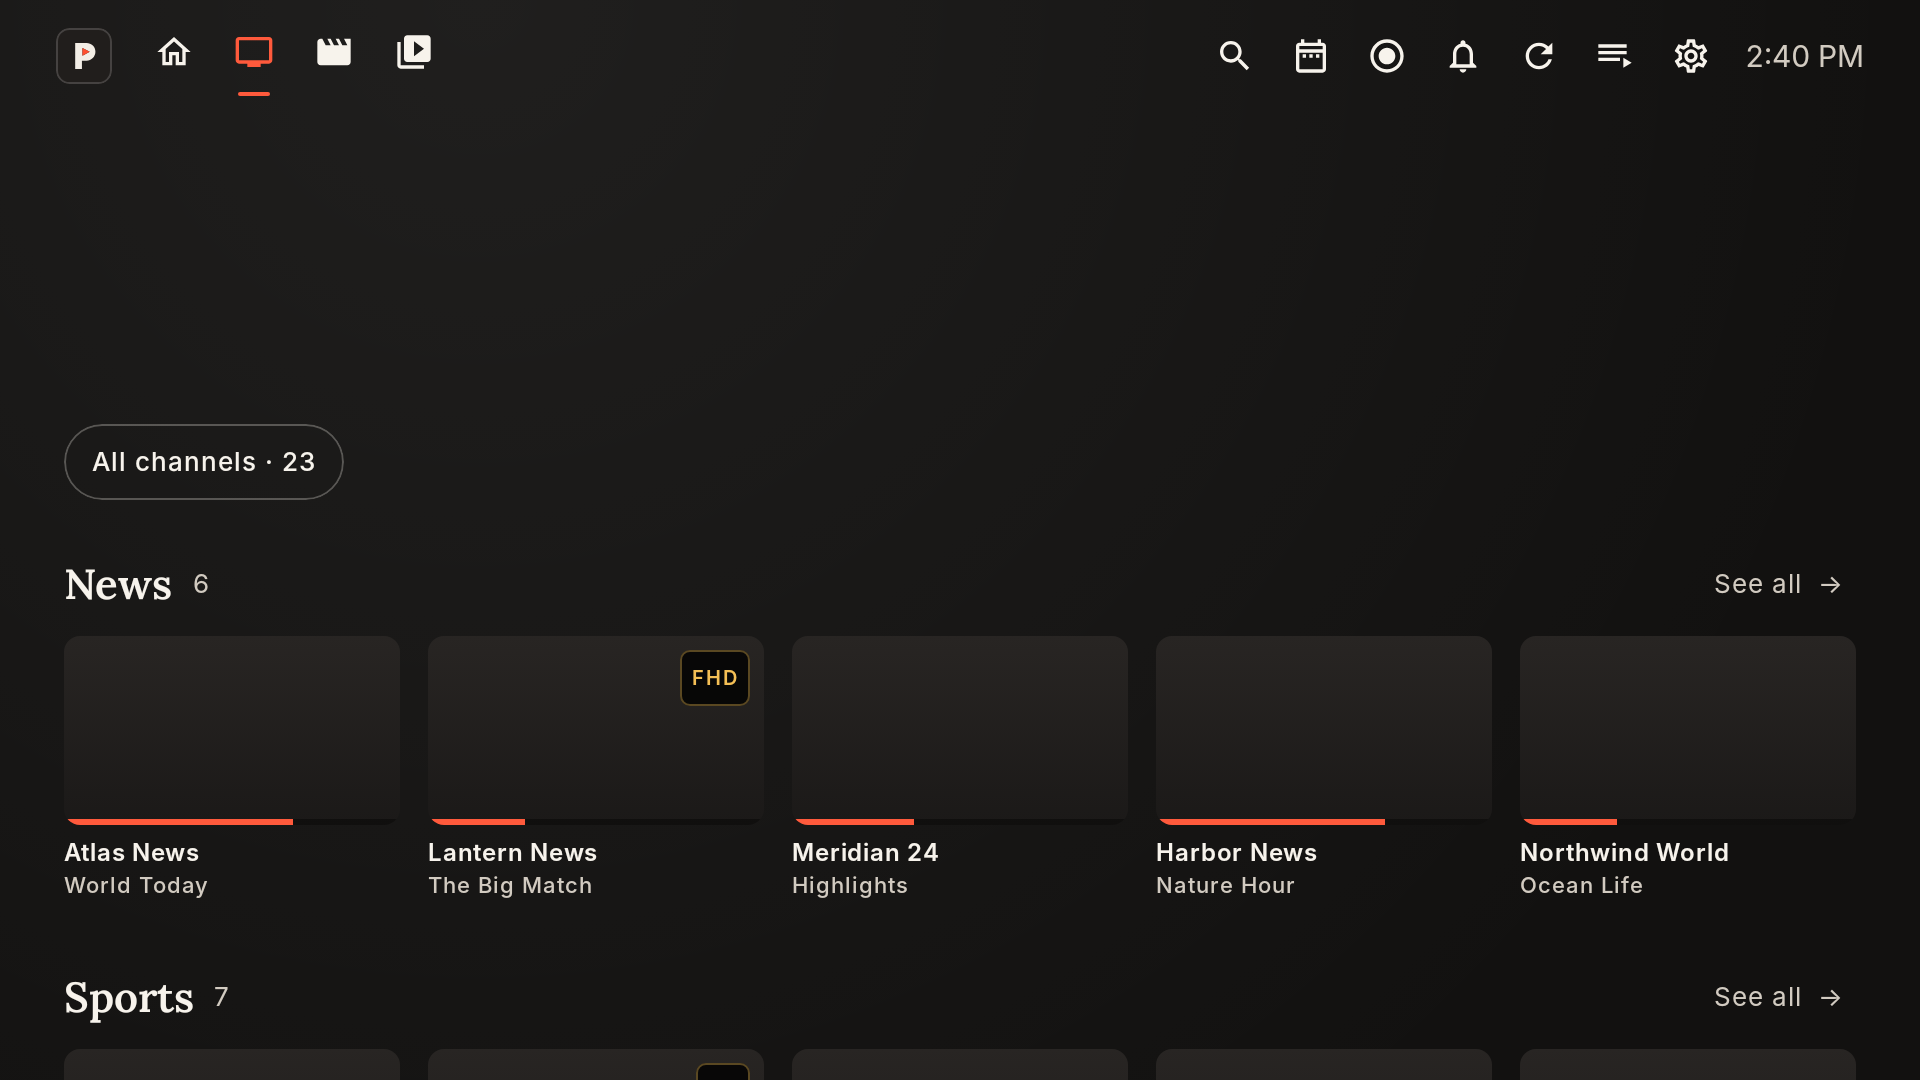 P
2:40 PM
All channels · 23
News 6
See all →
FHD
Atlas News
World Today
Lantern News
The Big Match
Meridian 24
Highlights
Harbor News
Nature Hour
Northwind World
Ocean Life
Sports 7
See all →